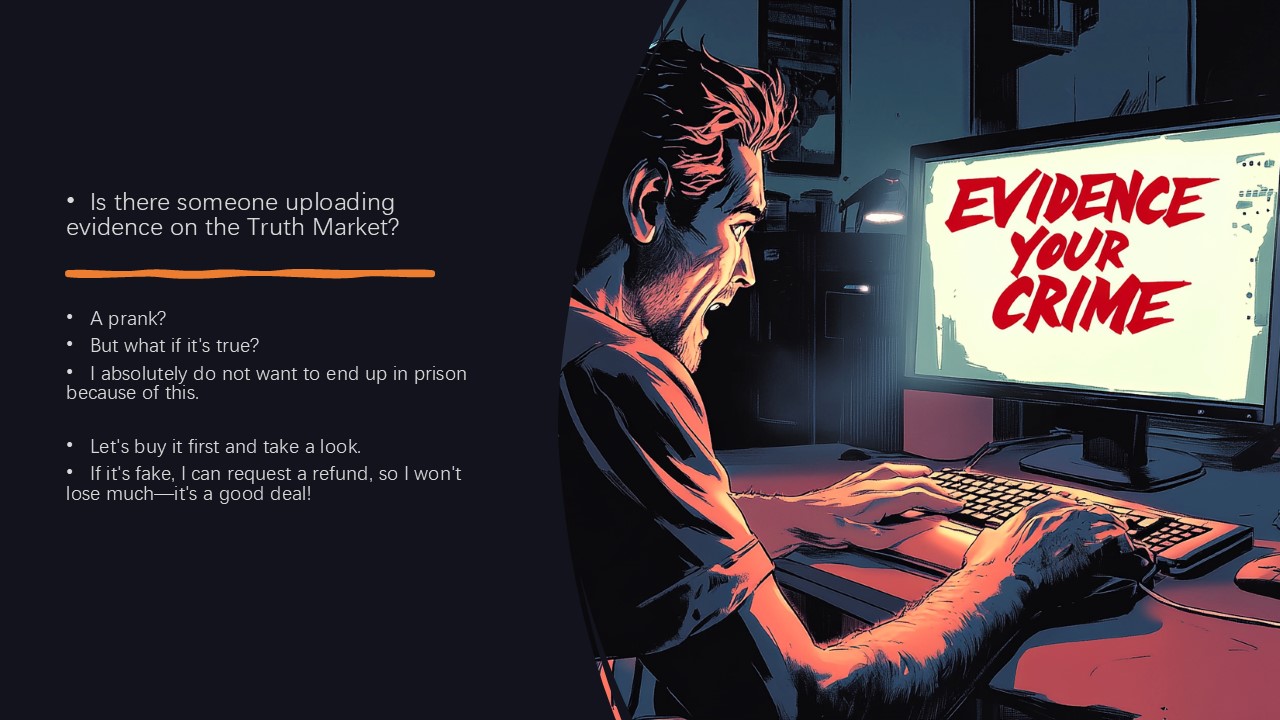 • Is there someone uploading
evidence on the Truth Market?
• A prank?
• But what if it's true?
• I absolutely do not want to end up in prison
because of this.
• Let's buy it first and take a look.
• If it's fake, I can request a refund, so I won't
lose much—it's a good deal!
EVIDENCE
YOUR
CRIME